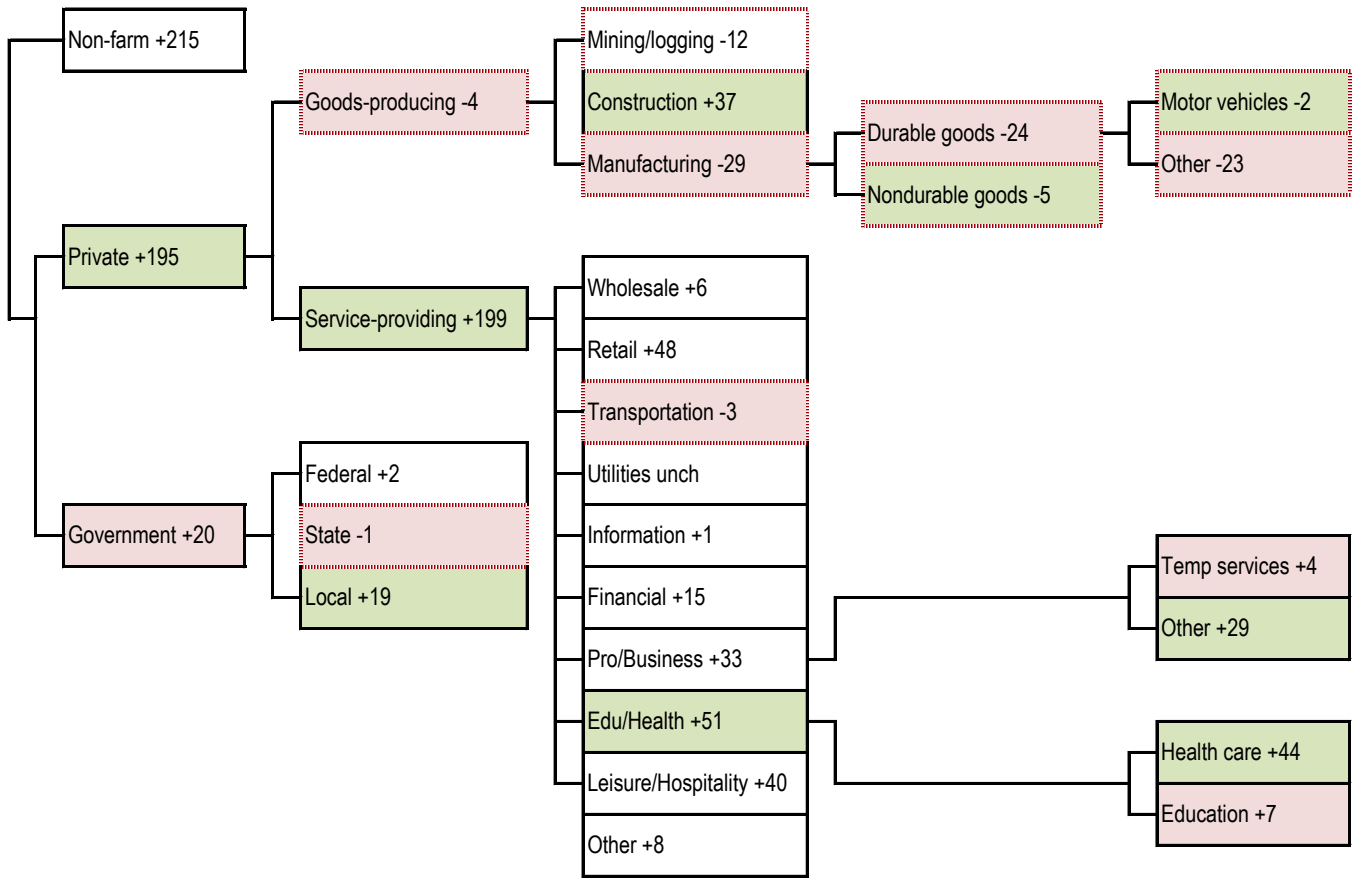 Non-farm +215
Private +195
Government +20
Goods-producing -4
Service-providing +199
Federal +2
State -1
Local +19
Mining/logging -12
Construction +37
Manufacturing -29
Wholesale +6
Retail +48
Transportation -3
Utilities unch
Information +1
Financial +15
Pro/Business +33
Edu/Health +51
Leisure/Hospitality +40
Other +8
Durable goods -24
Nondurable goods -5
Motor vehicles -2
Other -23
Temp services +4
Other +29
Health care +44
Education +7